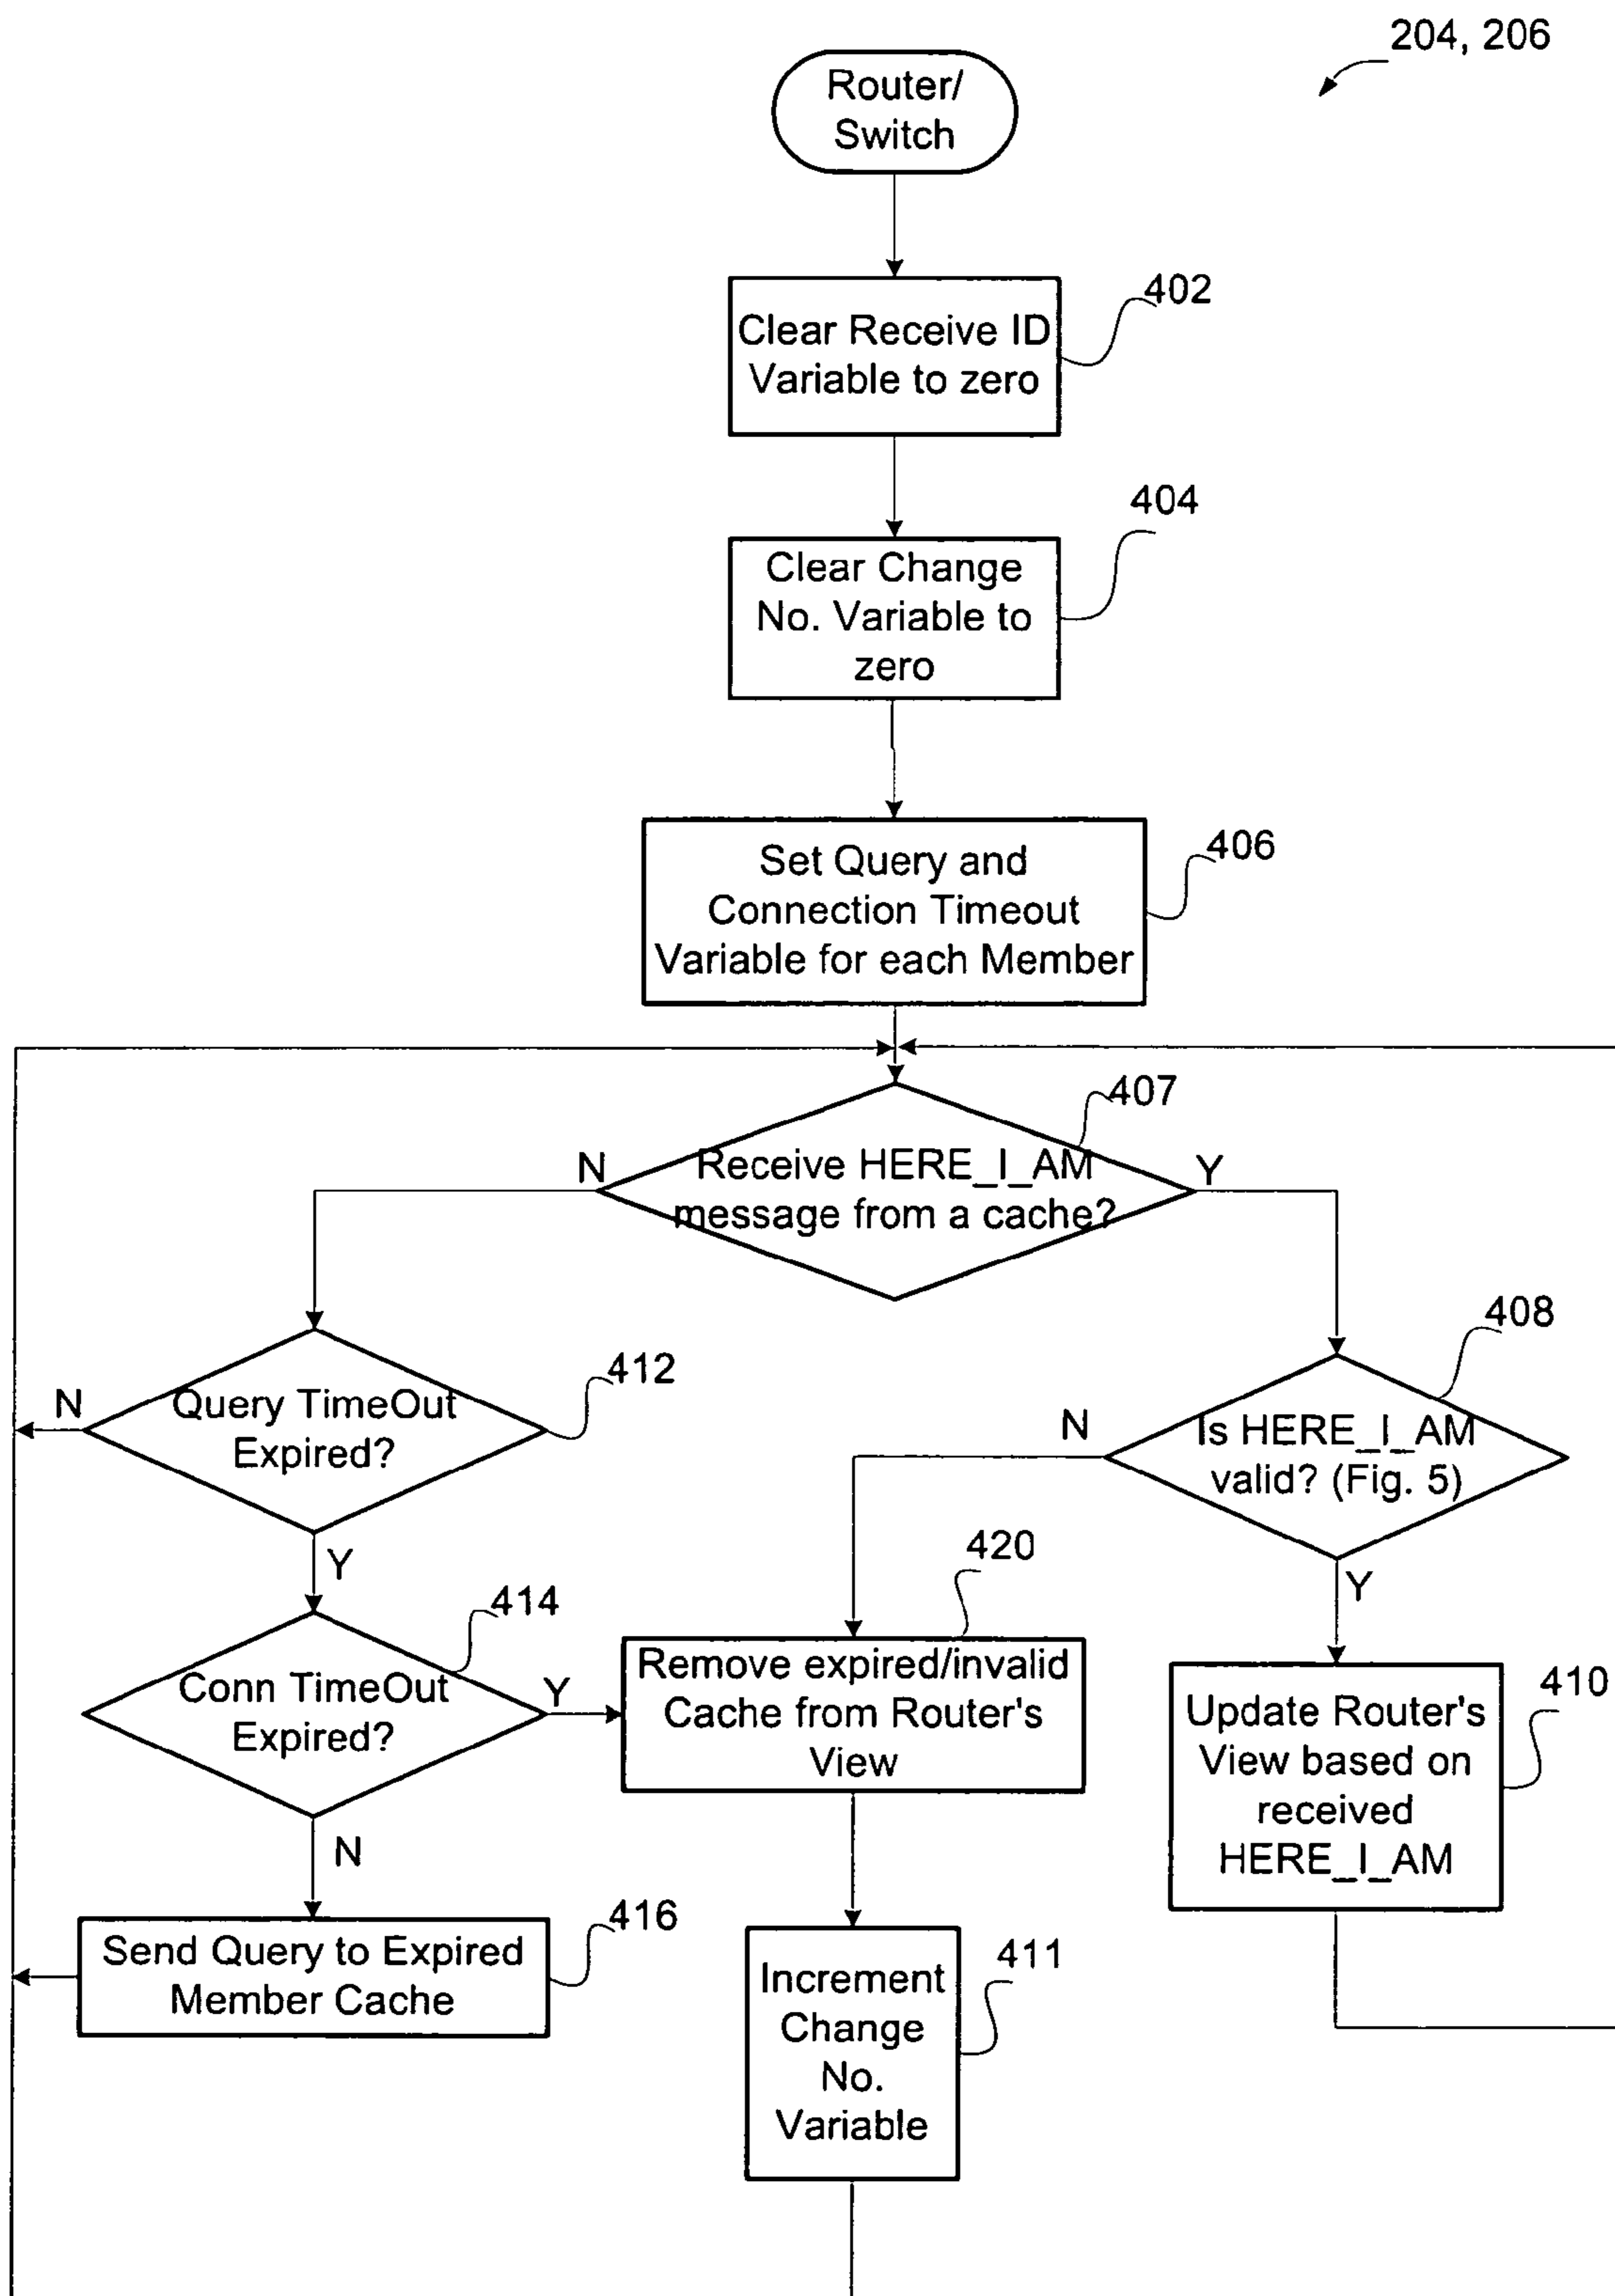 204, 206
Router/
Switch
402
Clear Receive ID
Variable to zero
404
Clear Change
No. Variable to
zero
406
Set Query and
Connection Timeout
Variable for each Member
407
N
Receive HERE_I_AM
message from a cache?
Y
408
412
N
Query TimeOut
Expired?
N
Is HERE_I_AM
valid? (Fig. 5)
Y
420
Y
414
Conn TimeOut
Expired?
Y
Remove expired/invalid
Cache from Router's
View
410
Update Router's
View based on
received
HERE_I_AM
N
416
Send Query to Expired
Member Cache
411
Increment
Change
No.
Variable